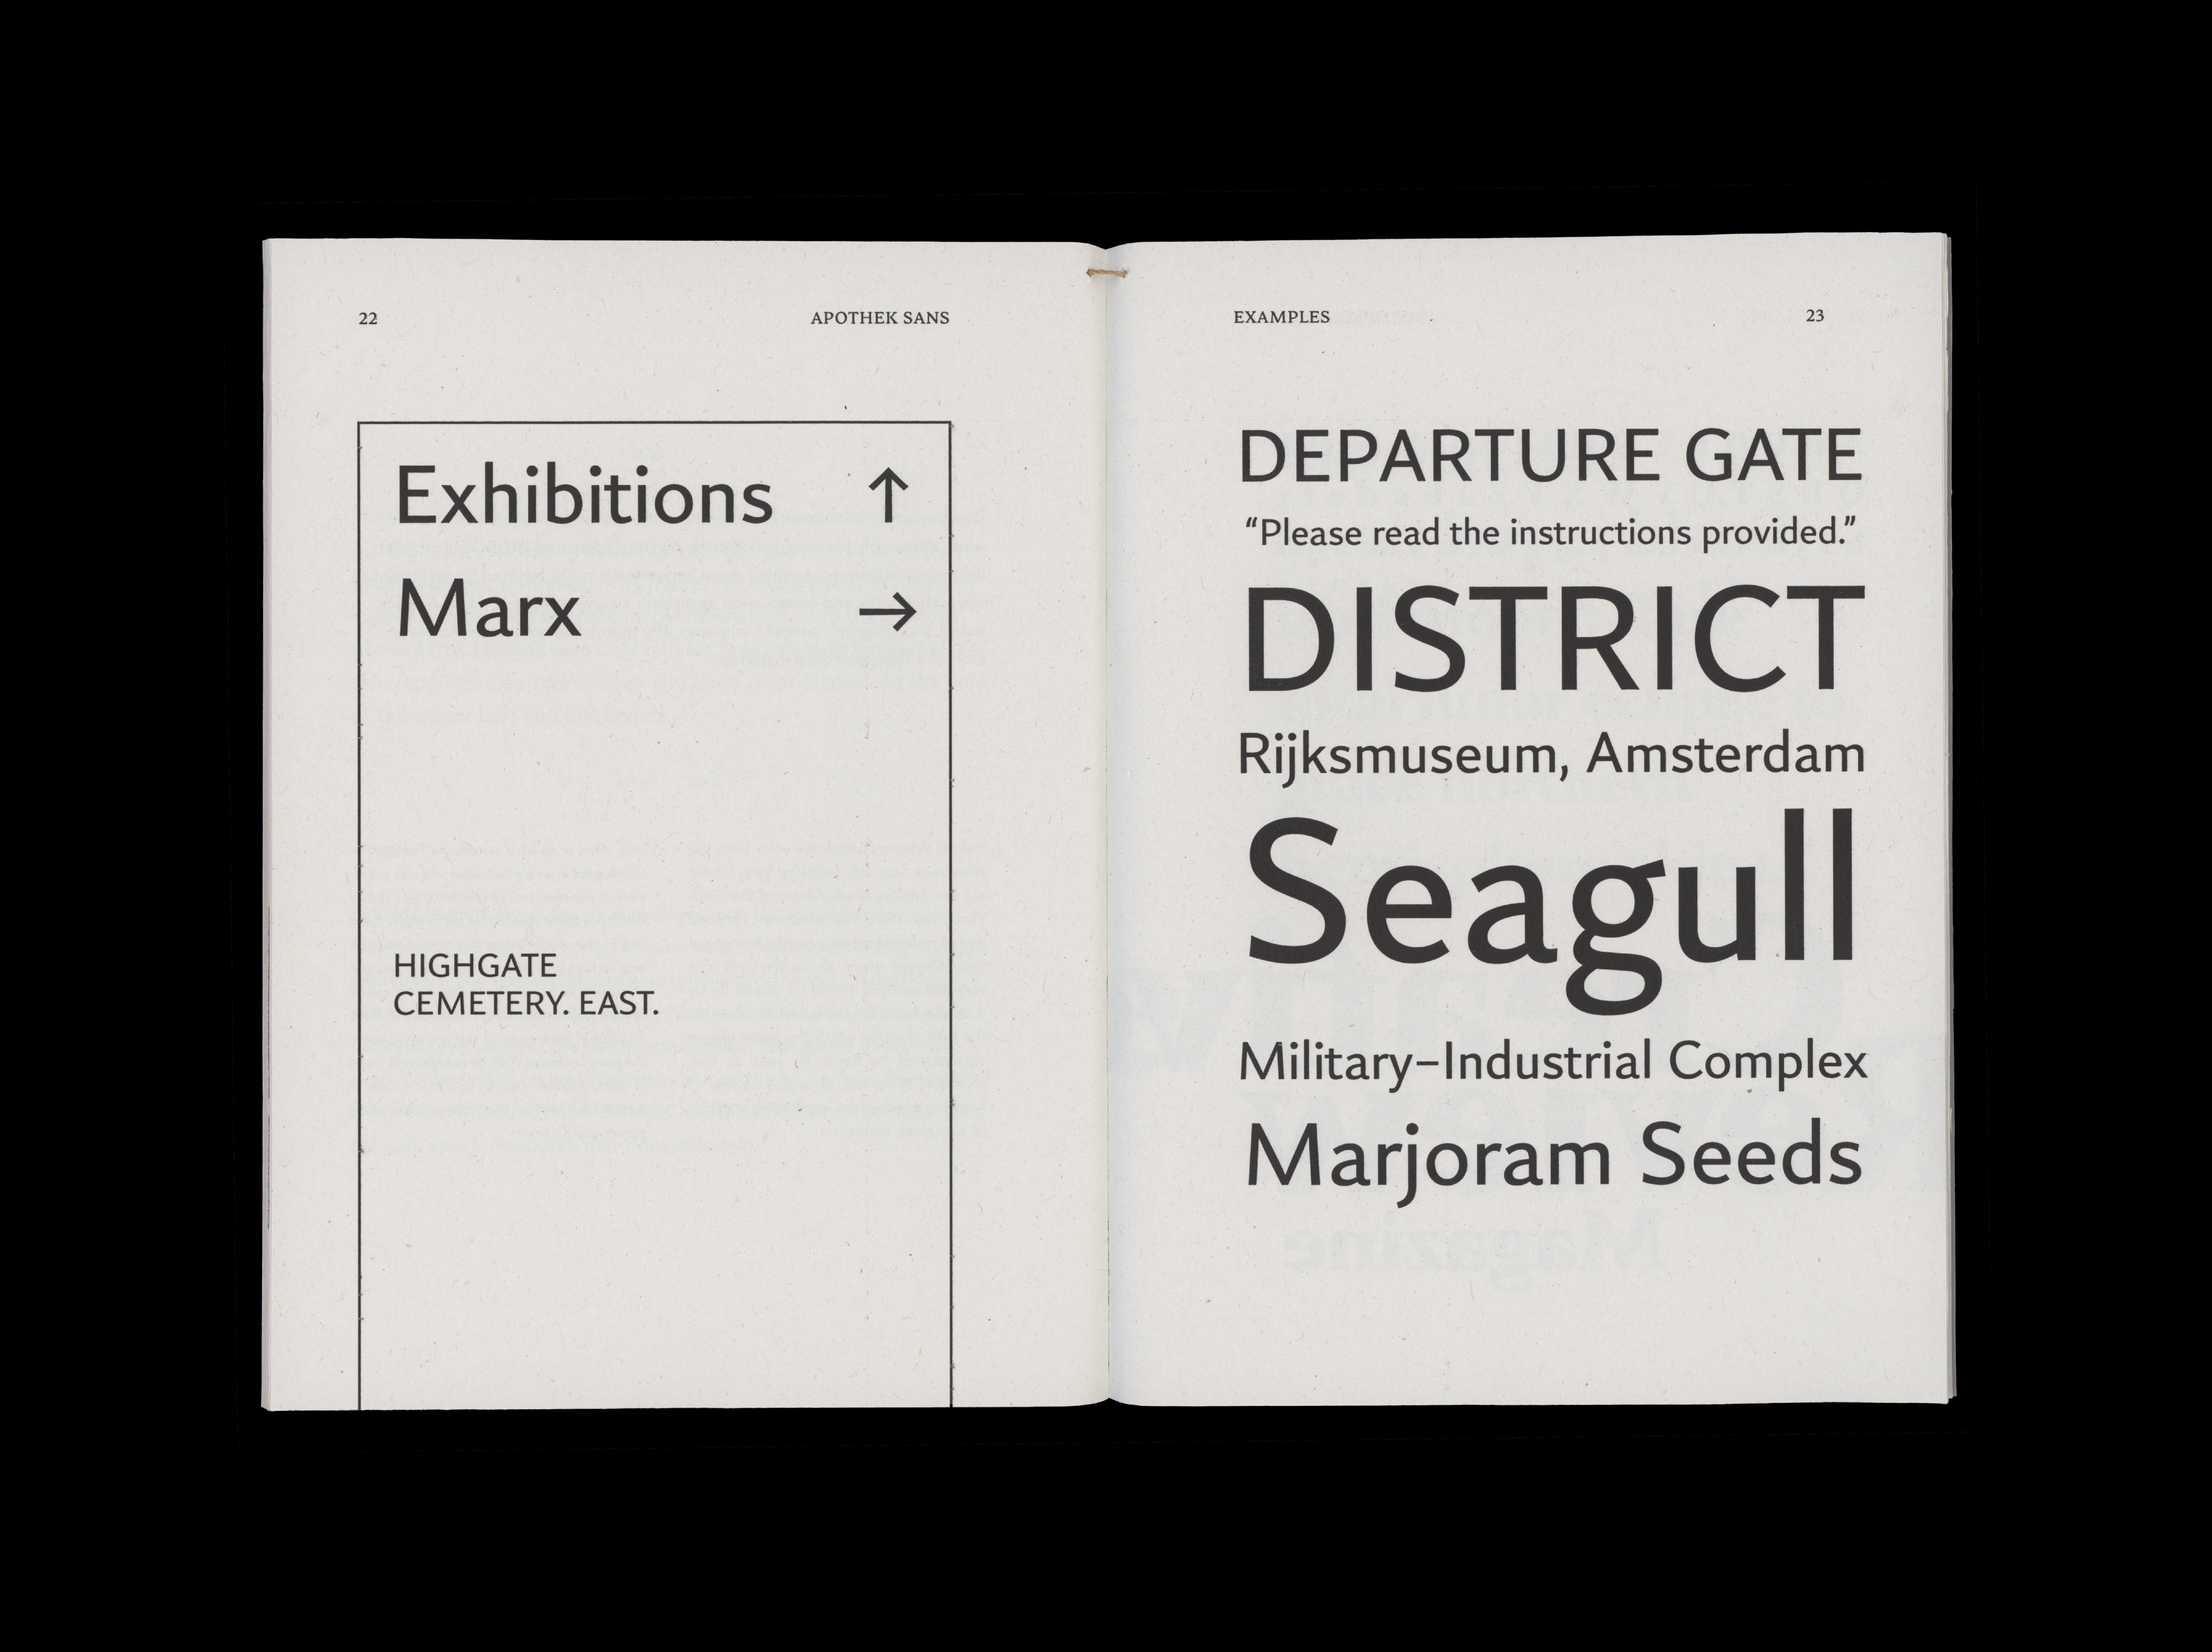 22 APOTHEK SANS
Exhibitions ↑
Marx →
HIGHGATE
CEMETERY. EAST.
EXAMPLES 23
DEPARTURE GATE
“Please read the instructions provided.”
DISTRICT
Rijksmuseum, Amsterdam
Seagull
Military–Industrial Complex
Marjoram Seeds
Magazine